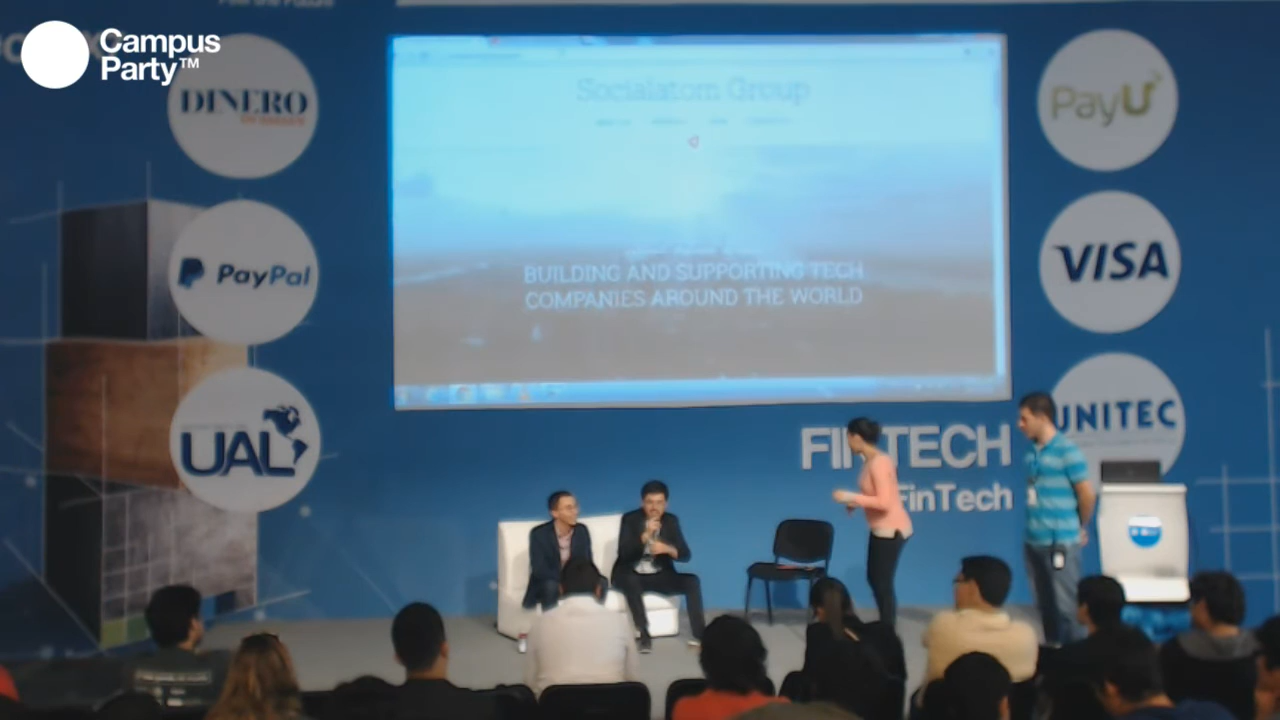 Campus
Party™
DINERO
PayPal
UAL
Socialatom Group
BUILDING AND SUPPORTING TECH
COMPANIES AROUND THE WORLD
PayU
VISA
UNITEC
FINTECH
FinTech